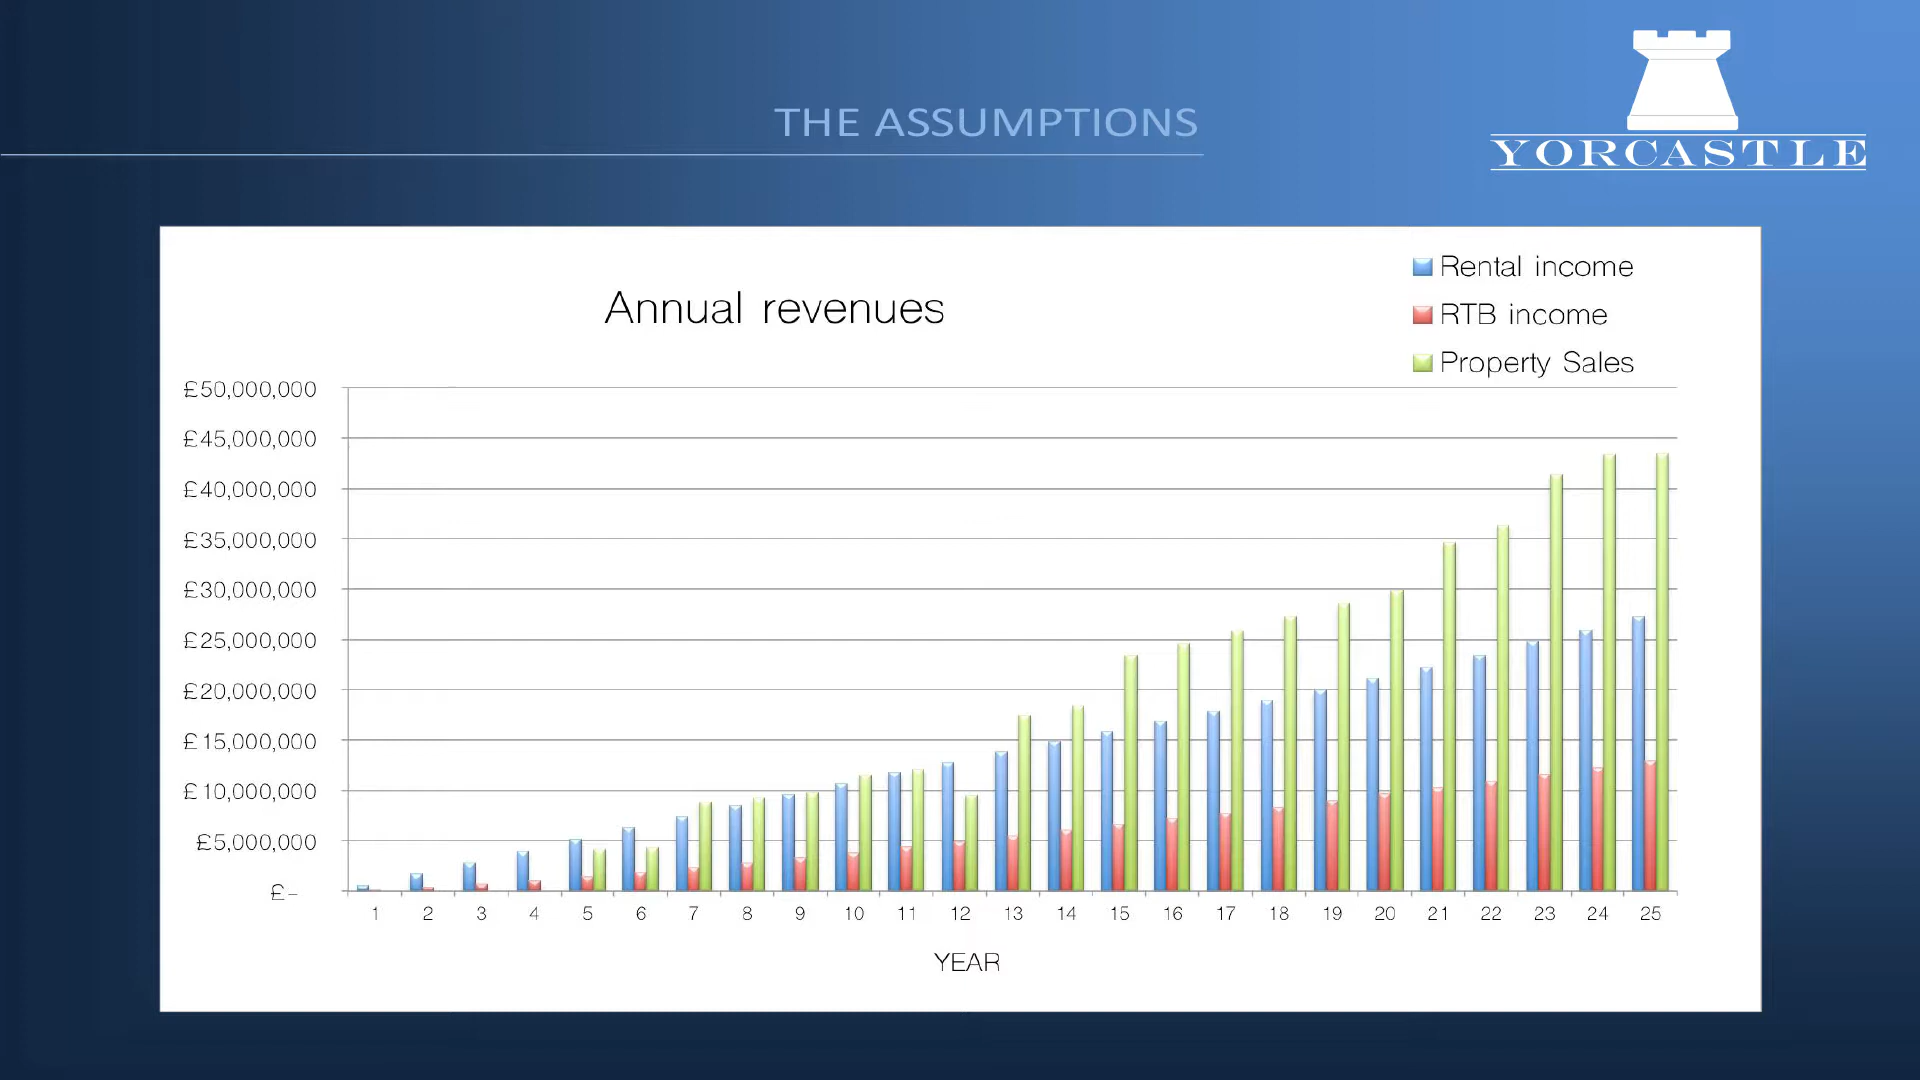 THE ASSUMPTIONS
YORCASTLE
Annual revenues
Rental income
RTB income
Property Sales
£50,000,000
£45,000,000
£40,000,000
£35,000,000
£30,000,000
£25,000,000
£20,000,000
£15,000,000
£10,000,000
£5,000,000
£-
1 2 3 4 5 6 7 8 9 10 11 12 13 14 15 16 17 18 19 20 21 22 23 24 25
YEAR